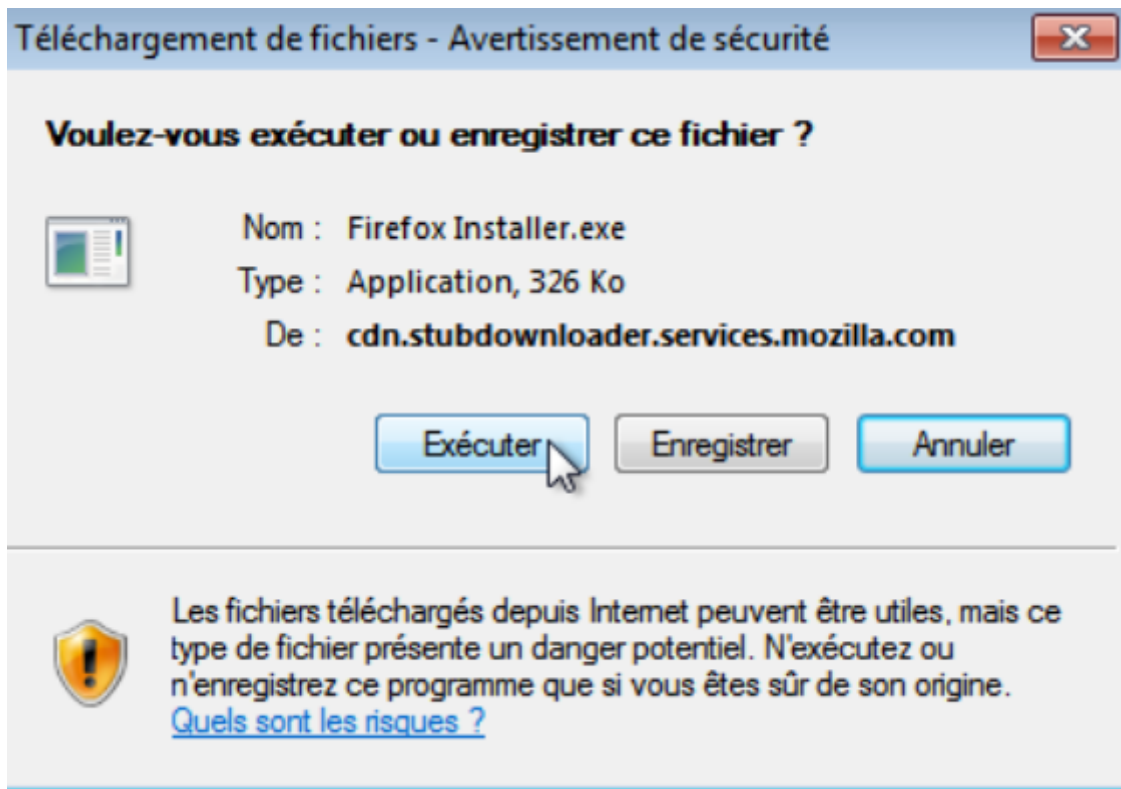 Téléchargement de fichiers - Avertissement de sécurité
Voulez-vous exécuter ou enregistrer ce fichier ?
Nom : Firefox Installer.exe
Type : Application, 326 Ko
De : cdn.stubdownloader.services.mozilla.com
Exécuter Enregistrer Annuler
Les fichiers téléchargés depuis Internet peuvent être utiles, mais ce
type de fichier présente un danger potentiel. N'exécutez ou
n'enregistrez ce programme que si vous êtes sûr de son origine.
Quels sont les risques ?